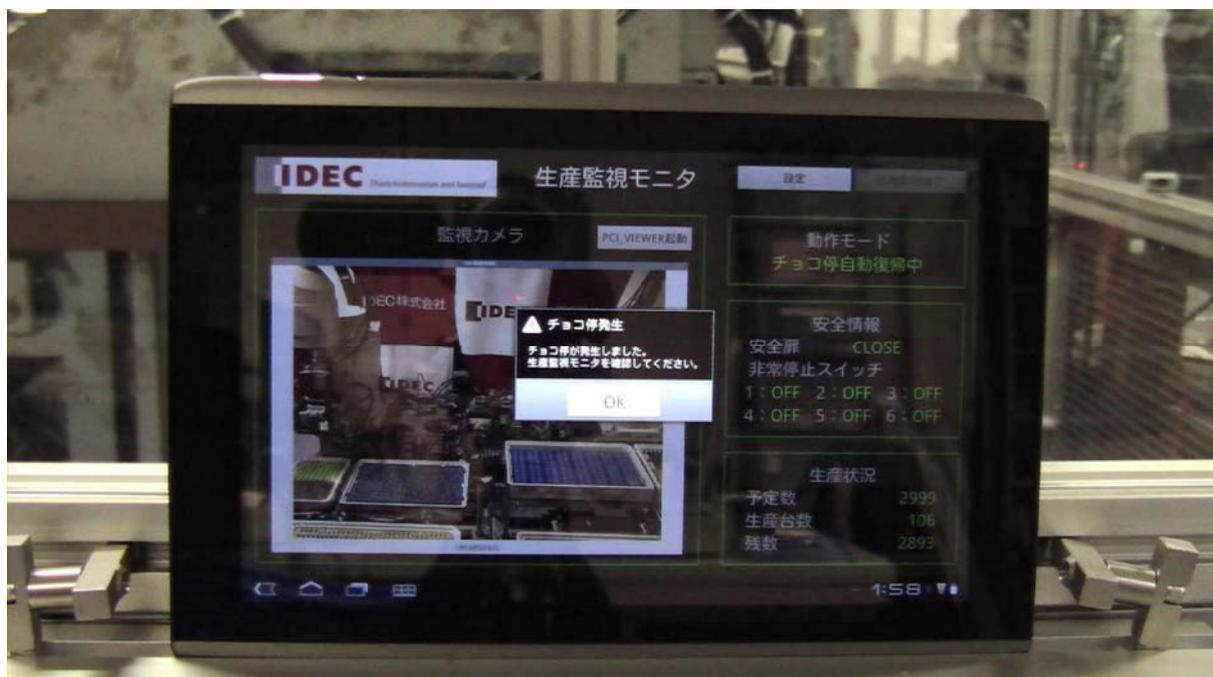 IDEC
生産監視モニタ
設定
監視カメラ
PCI_VIEWER起動
動作モード
チョコ停自動復帰中
IDEC株式会社
IDE
IDEC
チョコ停発生
チョコ停が発生しました。
生産監視モニタを確認してください。
OK
安全情報
安全扉 CLOSE
非常停止スイッチ
1:OFF 2:OFF 3:OFF
4:OFF 5:OFF 6:OFF
生産状況
予定数 2999
生産台数 106
残数 2893
1:58